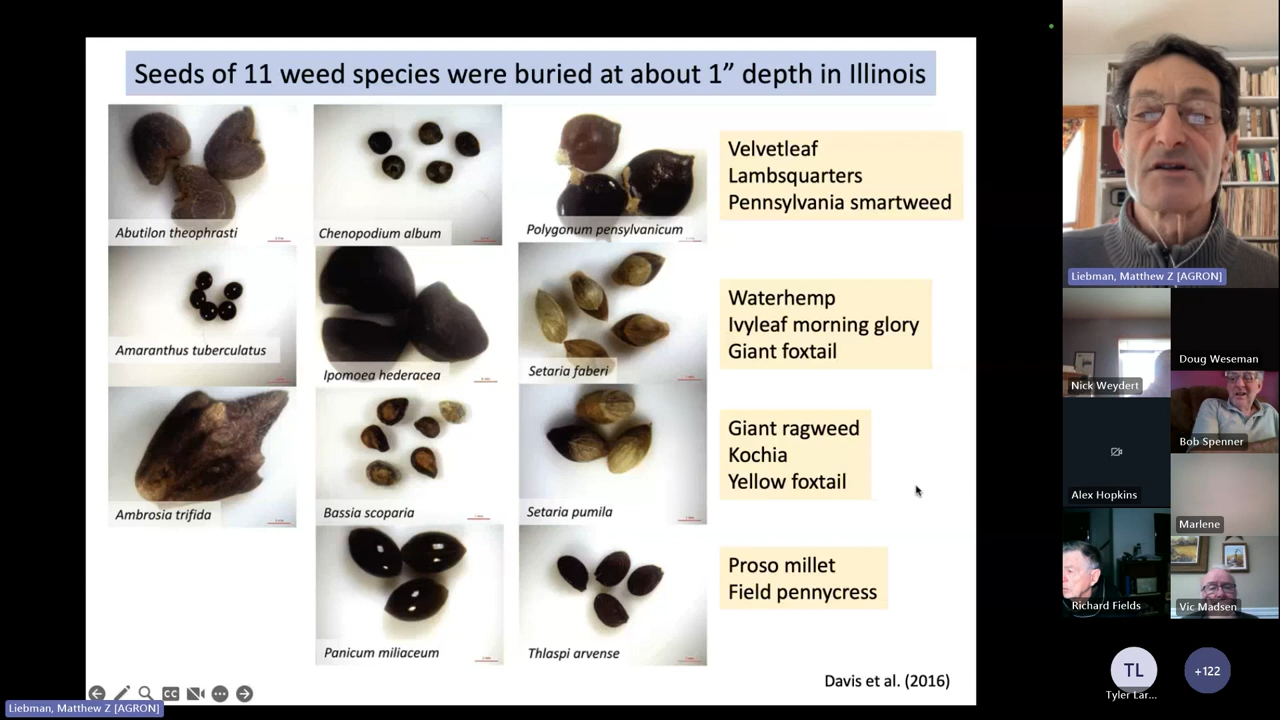 Seeds of 11 weed species were buried at about 1” depth in Illinois
Abutilon theophrasti
Chenopodium album
Polygonum pensylvanicum
Velvetleaf
Lambsquarters
Pennsylvania smartweed
Amaranthus tuberculatus
Ipomoea hederacea
Setaria faberi
Waterhemp
Ivyleaf morning glory
Giant foxtail
Ambrosia trifida
Bassia scoparia
Setaria pumila
Giant ragweed
Kochia
Yellow foxtail
Panicum miliaceum
Thlaspi arvense
Proso millet
Field pennycress
Davis et al. (2016)
CC
Liebman, Matthew Z [AGRON]
Liebman, Matthew Z [AGRON]
Nick Weydert
Doug Weseman
Bob Spenner
Alex Hopkins
Marlene
Richard Fields
Vic Madsen
TL
Tyler Lar...
+122